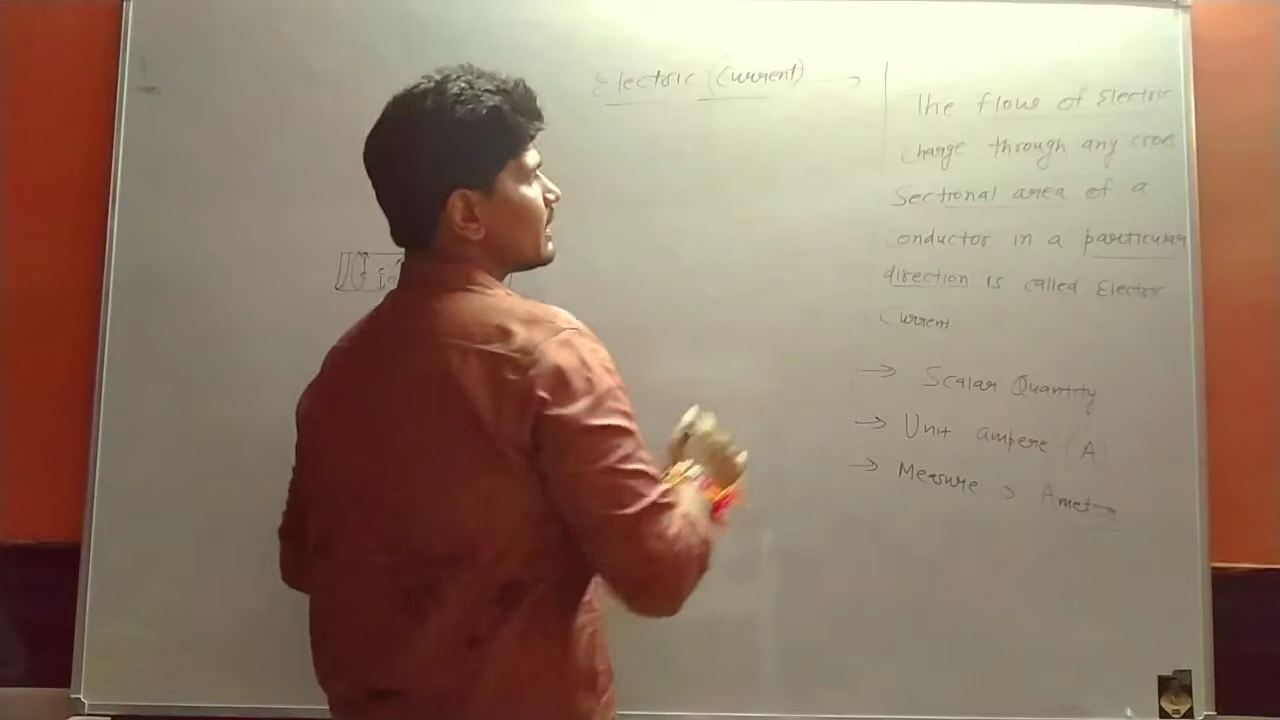 Electric (Current) →
The flow of Electric
Charge through any cross
Sectional area of a
conductor in a particular
direction is called Electric
Current
→ Scalar Quantity
→ Unit ampere (A)
→ Measure > Ameter